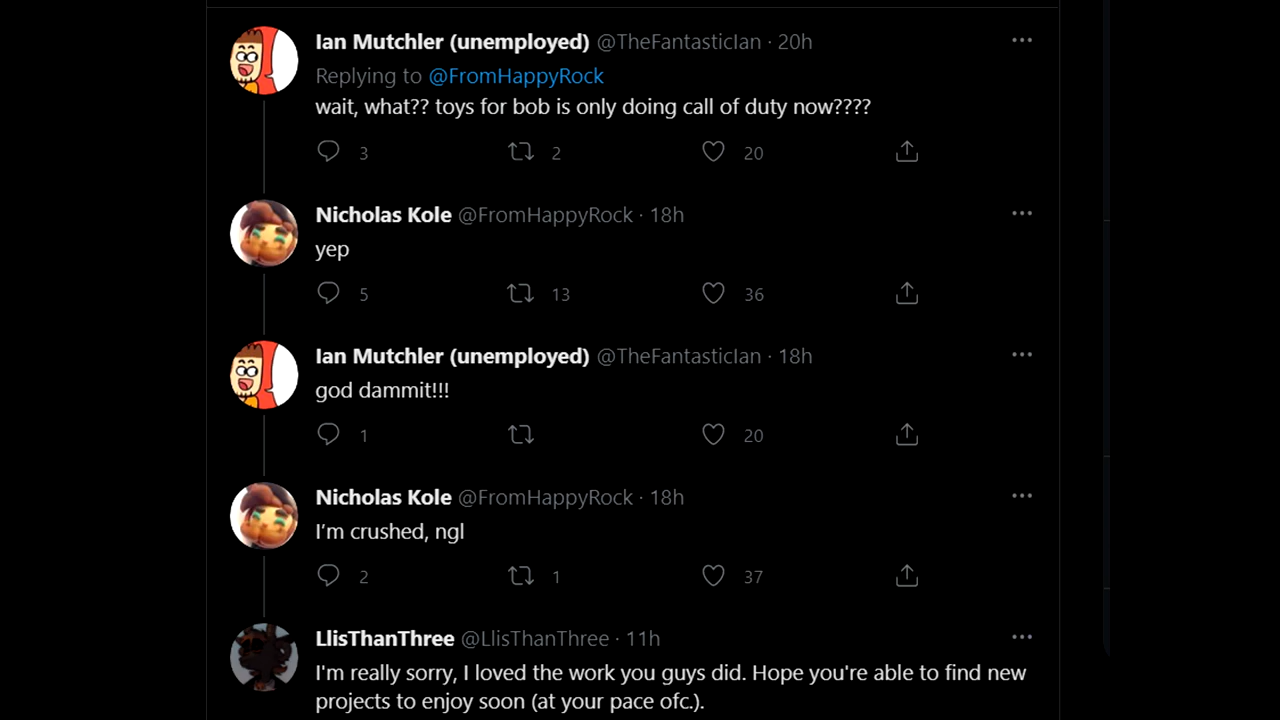 Ian Mutchler (unemployed) @TheFantasticIan · 20h
Replying to @FromHappyRock
wait, what?? toys for bob is only doing call of duty now????
3 2 20
Nicholas Kole @FromHappyRock · 18h
yep
5 13 36
Ian Mutchler (unemployed) @TheFantasticIan · 18h
god dammit!!!
1 20
Nicholas Kole @FromHappyRock · 18h
I’m crushed, ngl
2 1 37
LlisThanThree @LlisThanThree · 11h
I'm really sorry, I loved the work you guys did. Hope you're able to find new
projects to enjoy soon (at your pace ofc.).